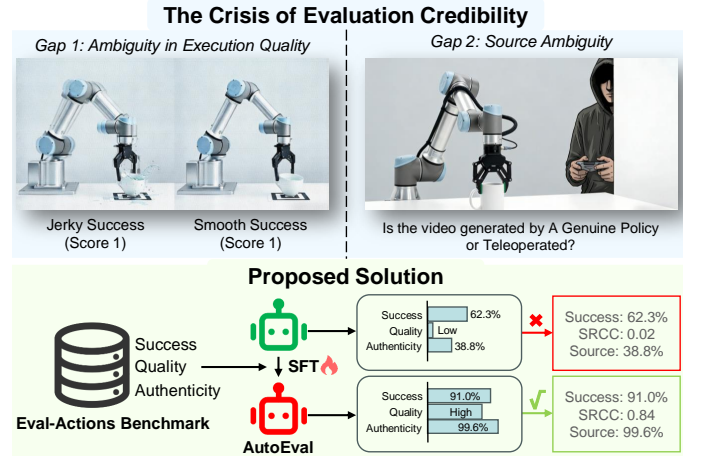 The Crisis of Evaluation Credibility
Gap 1: Ambiguity in Execution Quality
Gap 2: Source Ambiguity
Jerky Success
(Score 1)
Smooth Success
(Score 1)
Is the video generated by A Genuine Policy
or Teleoperated?
Proposed Solution
Success
Quality
Authenticity
Eval-Actions Benchmark
SFT
AutoEval
Success 62.3%
Quality Low
Authenticity 38.8%
Success: 62.3%
SRCC: 0.02
Source: 38.8%
Success 91.0%
Quality High
Authenticity 99.6%
Success: 91.0%
SRCC: 0.84
Source: 99.6%